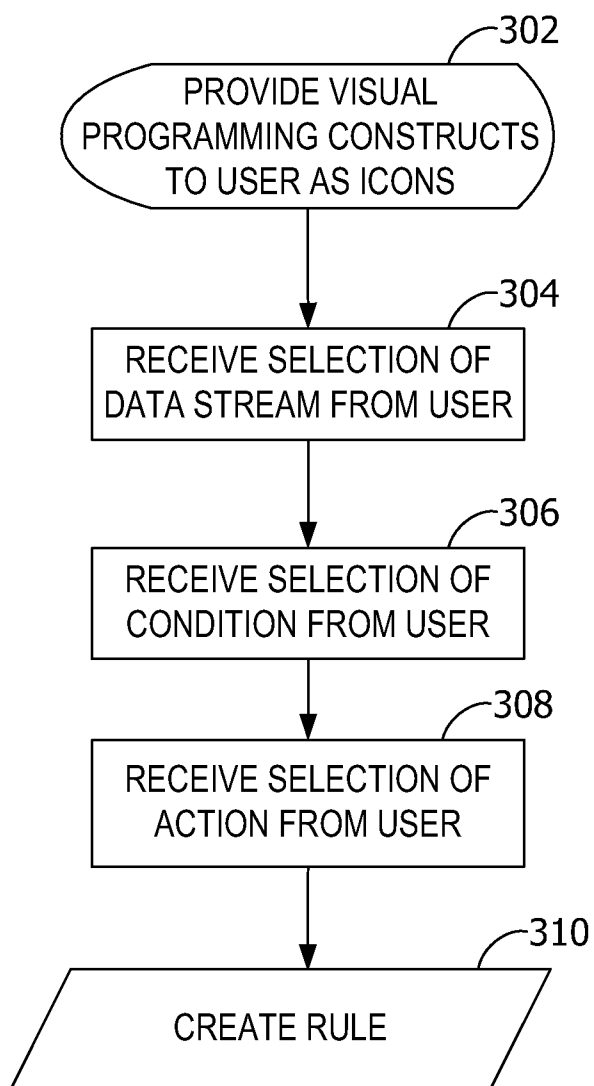 302
PROVIDE VISUAL
PROGRAMMING CONSTRUCTS
TO USER AS ICONS
304
RECEIVE SELECTION OF
DATA STREAM FROM USER
306
RECEIVE SELECTION OF
CONDITION FROM USER
308
RECEIVE SELECTION OF
ACTION FROM USER
310
CREATE RULE